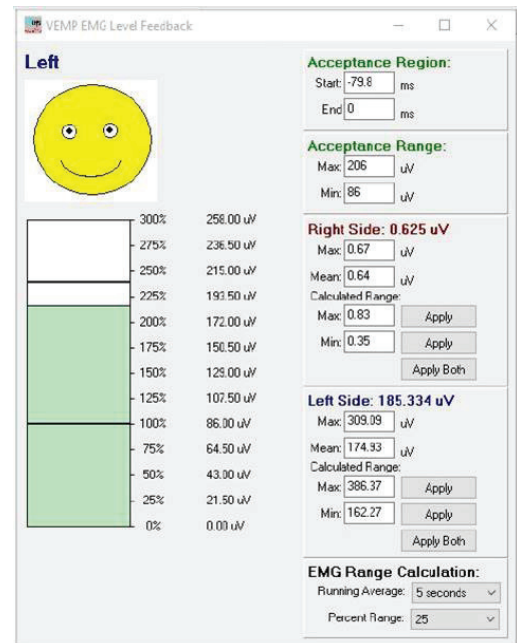 VEMP EMG Level Feedback
Left
300% 258.00 uV
275% 236.50 uV
250% 215.00 uV
225% 193.50 uV
200% 172.00 uV
175% 150.50 uV
150% 129.00 uV
125% 107.50 uV
100% 86.00 uV
75% 64.50 uV
50% 43.00 uV
25% 21.50 uV
0% 0.00 uV
Acceptance Region:
Start: -79.8 ms
End 0 ms
Acceptance Range:
Max: 206 uV
Min: 86 uV
Right Side: 0.625 uV
Max: 0.67 uV
Mean: 0.64 uV
Calculated Range:
Max: 0.83 Apply
Min: 0.35 Apply
Apply Both
Left Side: 185.334 uV
Max: 309.09 uV
Mean: 174.93 uV
Calculated Range:
Max: 386.37 Apply
Min: 162.27 Apply
Apply Both
EMG Range Calculation:
Running Average: 5 seconds
Percent Range: 25